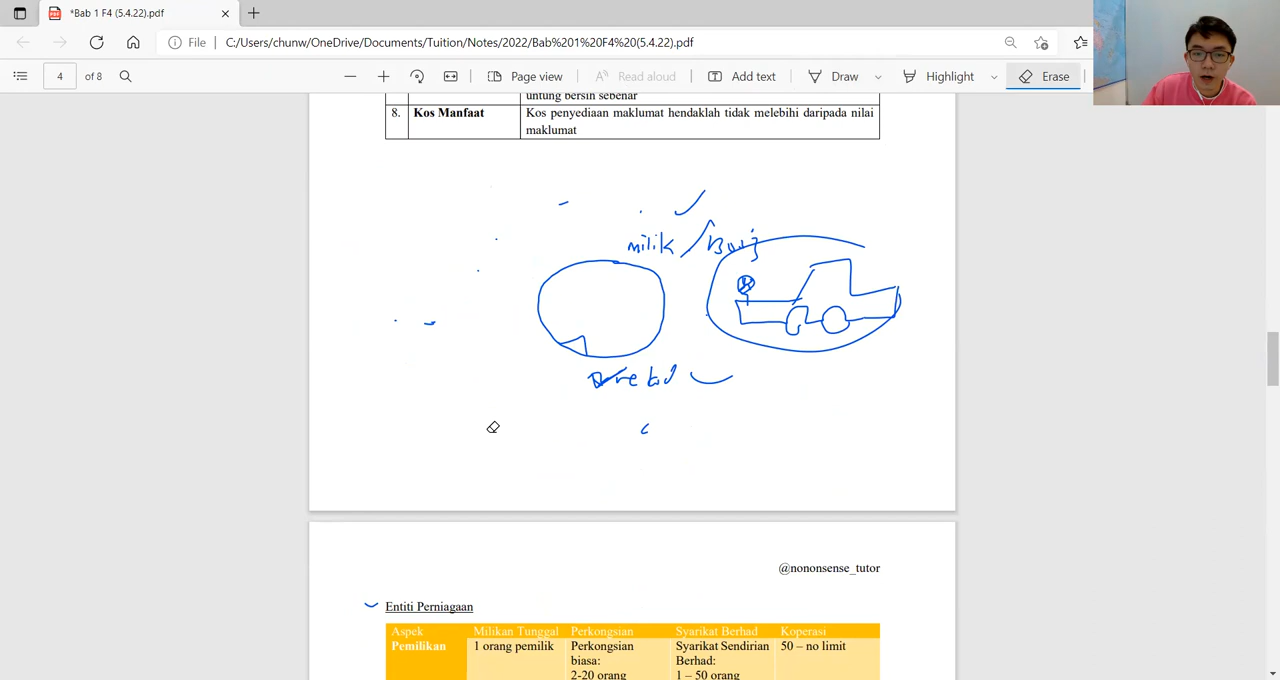 *Bab 1 F4 (5.4.22).pdf
File C:/Users/chunw/OneDrive/Documents/Tuition/Notes/2022/Bab%201%20F4%20(5.4.22).pdf
4 of 8 Page view Read aloud Add text Draw Highlight Erase
untung bersih sebenar
8. Kos Manfaat Kos penyediaan maklumat hendaklah tidak melebihi daripada nilai
maklumat
milik /
@nononsense_tutor
Entiti Perniagaan
Aspek Milikan Tunggal Perkongsian Syarikat Berhad Koperasi
Pemilikan 1 orang pemilik Perkongsian Syarikat Sendirian 50 – no limit
biasa: Berhad:
2-20 orang 1 – 50 orang